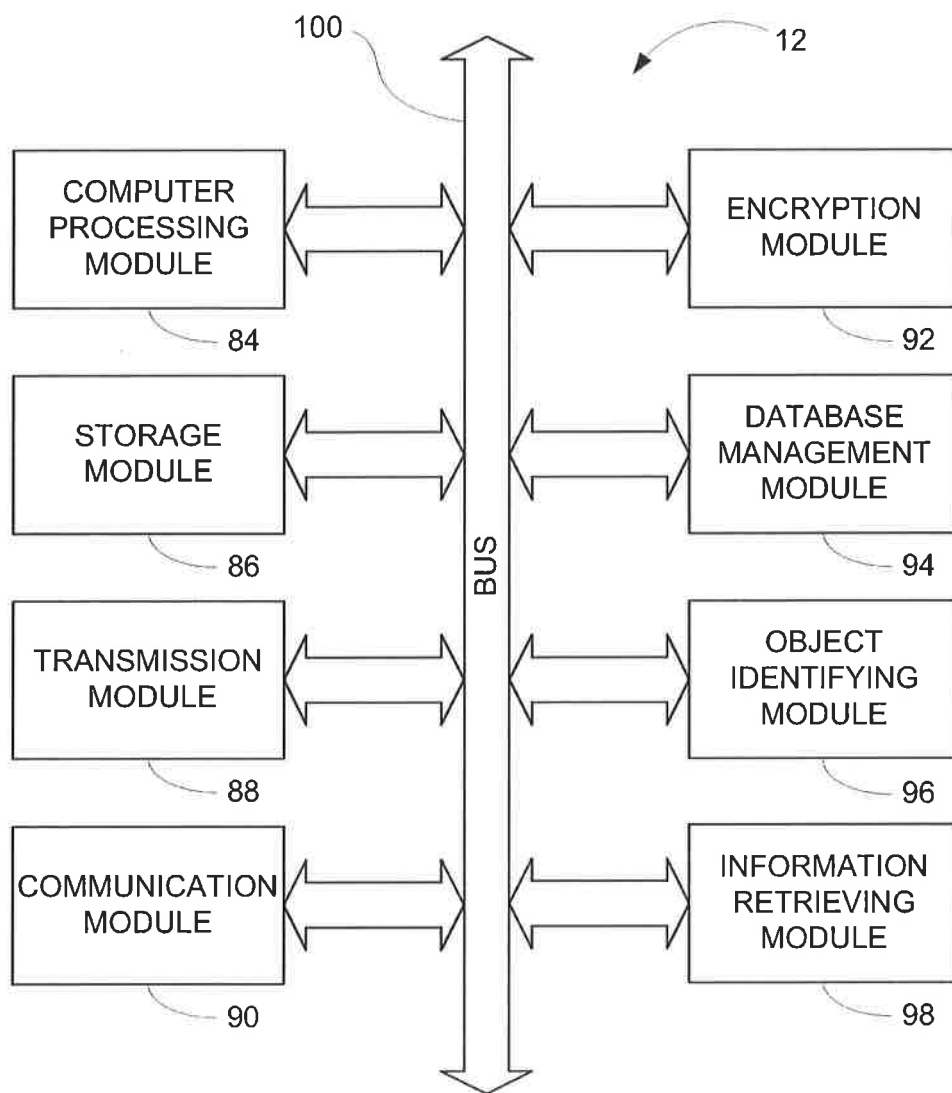 100
12
COMPUTER
PROCESSING
MODULE
84
ENCRYPTION
MODULE
92
STORAGE
MODULE
86
DATABASE
MANAGEMENT
MODULE
94
BUS
TRANSMISSION
MODULE
88
OBJECT
IDENTIFYING
MODULE
96
COMMUNICATION
MODULE
90
INFORMATION
RETRIEVING
MODULE
98